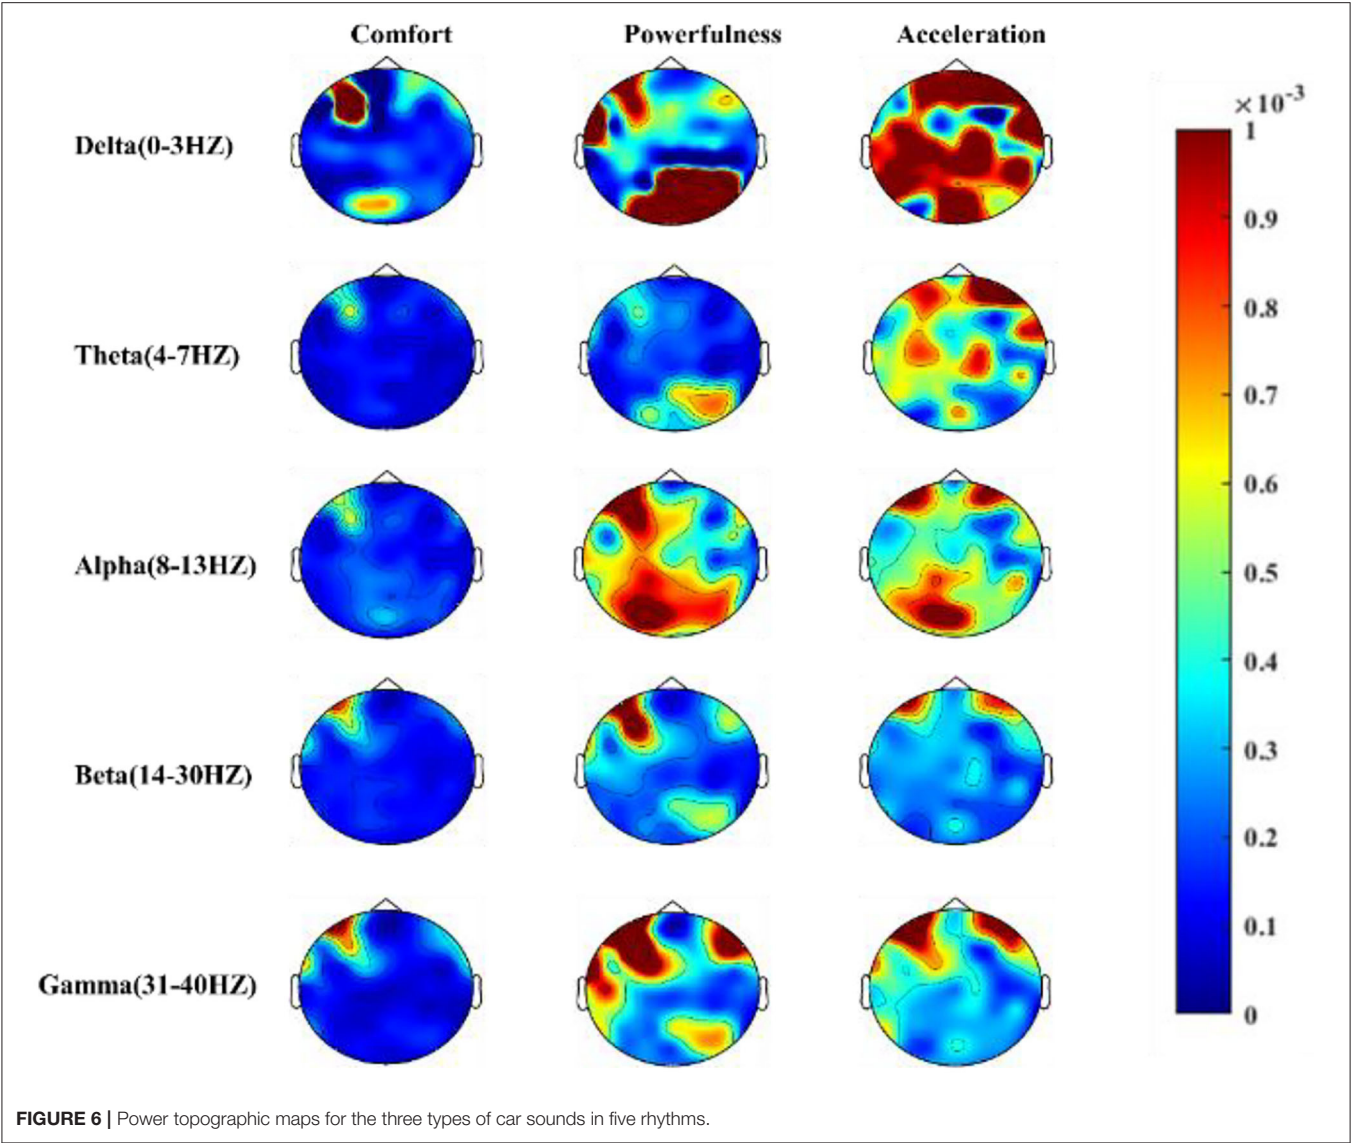 Comfort Powerfulness Acceleration
×10-3
Delta(0-3HZ)
Theta(4-7HZ)
Alpha(8-13HZ)
Beta(14-30HZ)
Gamma(31-40HZ)
1
0.9
0.8
0.7
0.6
0.5
0.4
0.3
0.2
0.1
0
FIGURE 6 | Power topographic maps for the three types of car sounds in five rhythms.